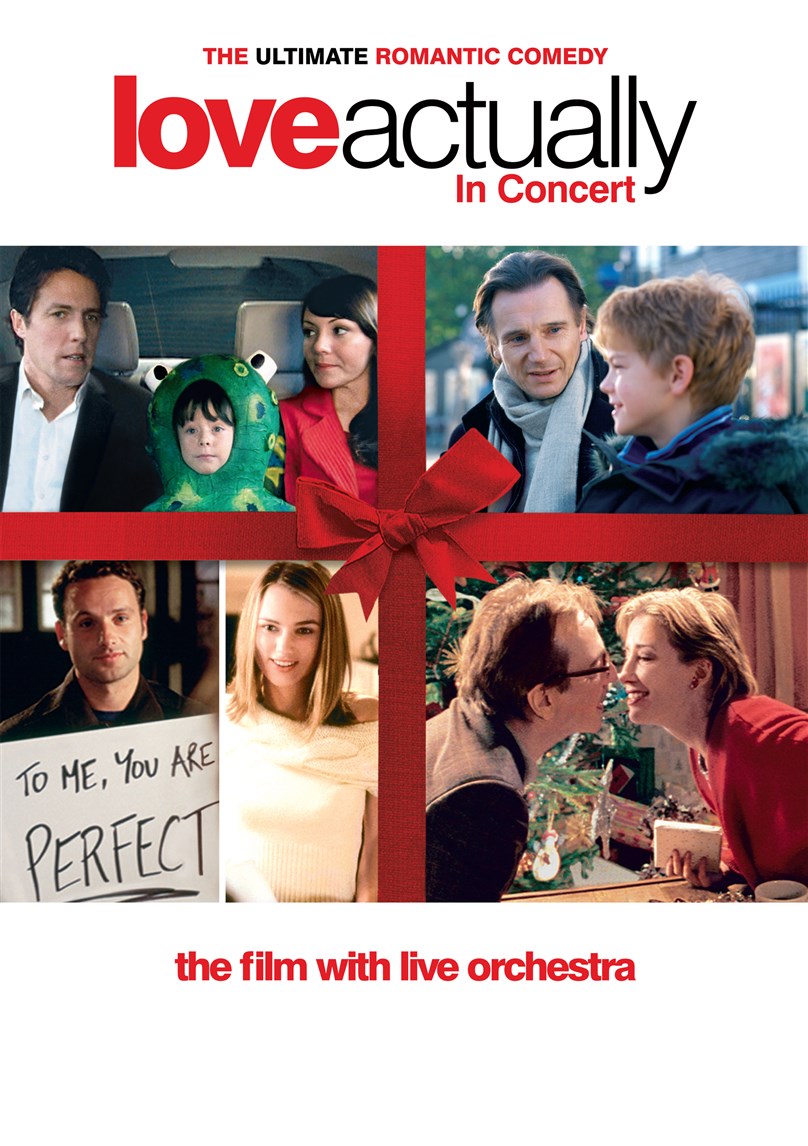 THE ULTIMATE ROMANTIC COMEDY
loveactually
In Concert
TO ME, YOU ARE
PERFECT
the film with live orchestra